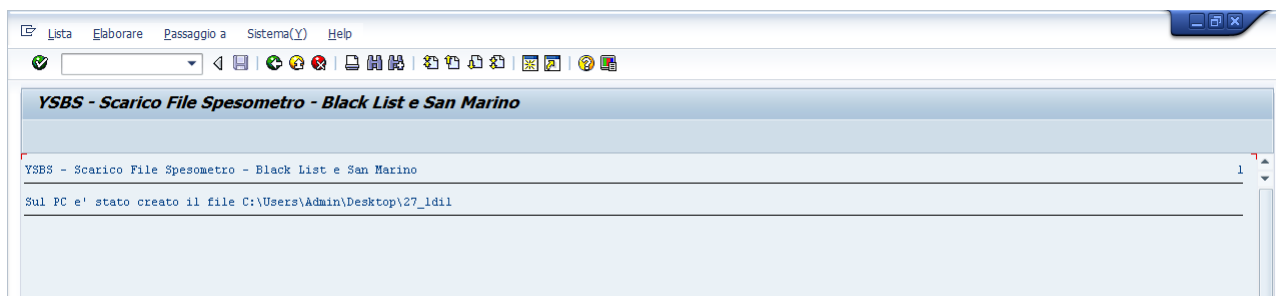 Lista Elaborare Passaggio a Sistema(Y) Help
YSBS - Scarico File Spesometro - Black List e San Marino
YSBS - Scarico File Spesometro - Black List e San Marino 1
Sul PC e' stato creato il file C:\Users\Admin\Desktop\27_ldil